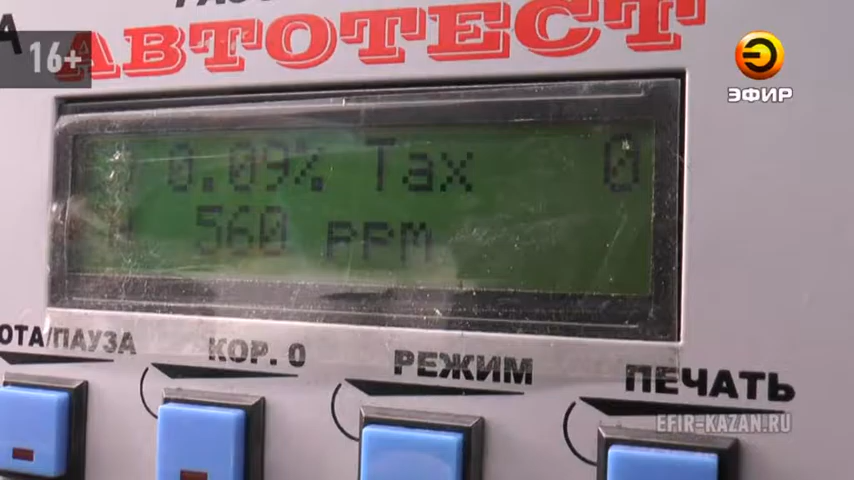 АВТОТЕСТ
16+
ЭФИР
0.09% Tax 0
560 ppm
КОР. 0
РЕЖИМ
ПЕЧАТЬ
ОТА/ПАУЗА
EFIR-KAZAN.RU